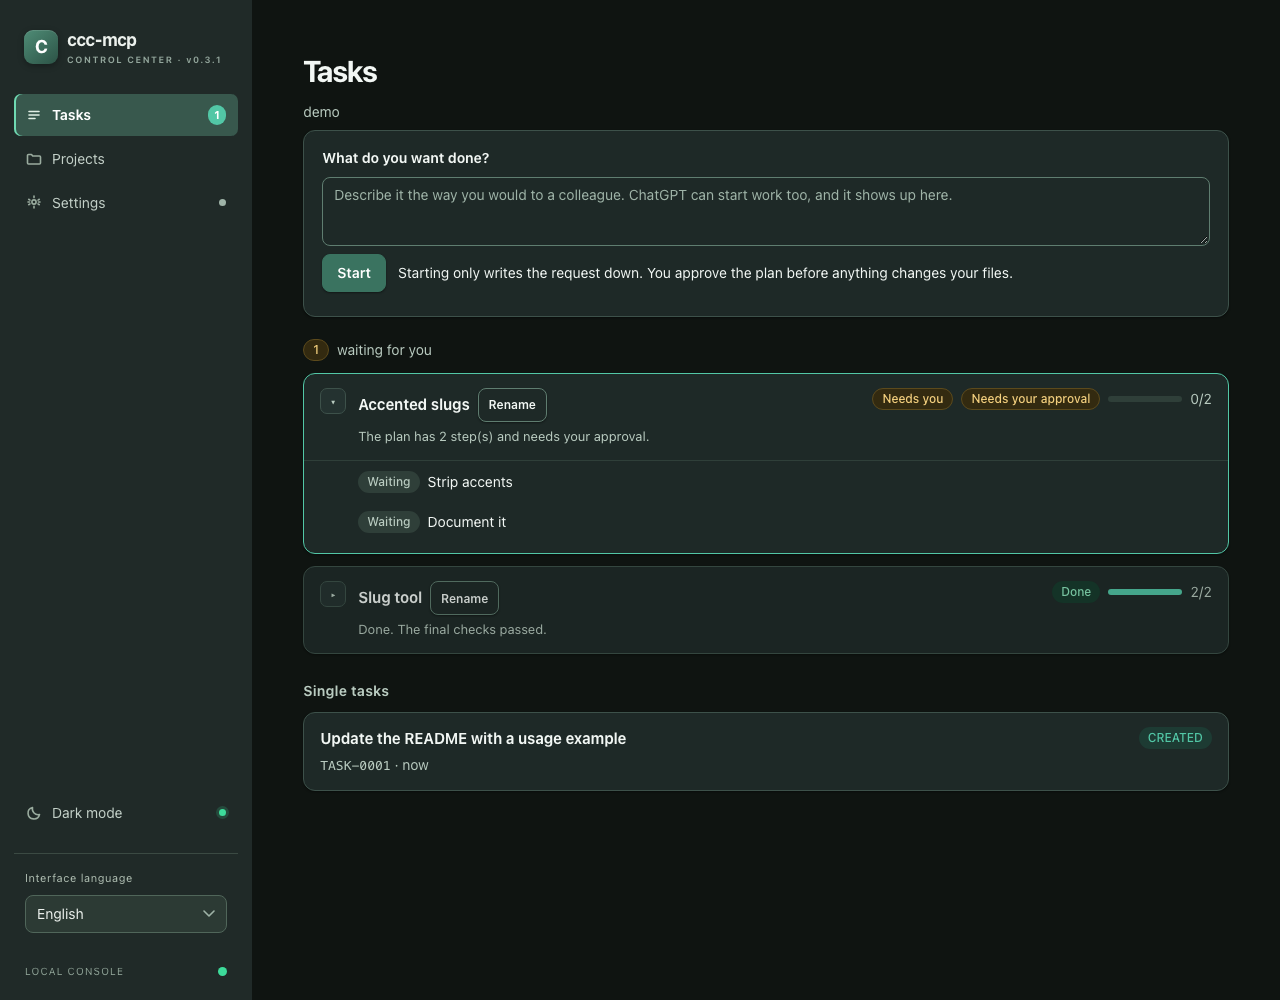 C
ccc-mcp
CONTROL CENTER · v0.3.1
Tasks 1
Projects
Settings
Dark mode
Interface language
English
LOCAL CONSOLE
Tasks
demo
What do you want done?
Describe it the way you would to a colleague. ChatGPT can start work too, and it shows up here.
Start Starting only writes the request down. You approve the plan before anything changes your files.
1 waiting for you
Accented slugs Rename Needs you Needs your approval 0/2
The plan has 2 step(s) and needs your approval.
Waiting Strip accents
Waiting Document it
Slug tool Rename Done 2/2
Done. The final checks passed.
Single tasks
Update the README with a usage example CREATED
TASK-0001 · now